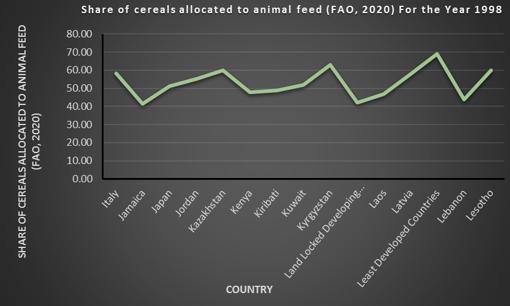 Share of cereals allocated to animal feed (FAO, 2020) For the Year 1998
SHARE OF CEREALS ALLOCATED TO ANIMAL FEED
(FAO, 2020)
80.00
70.00
60.00
50.00
40.00
30.00
20.00
10.00
0.00
Italy
Jamaica
Japan
Jordan
Kazakhstan
Kenya
Kiribati
Kuwait
Kyrgyzstan
Land Locked Developing...
Laos
Latvia
Least Developed Countries
Lebanon
Lesotho
COUNTRY